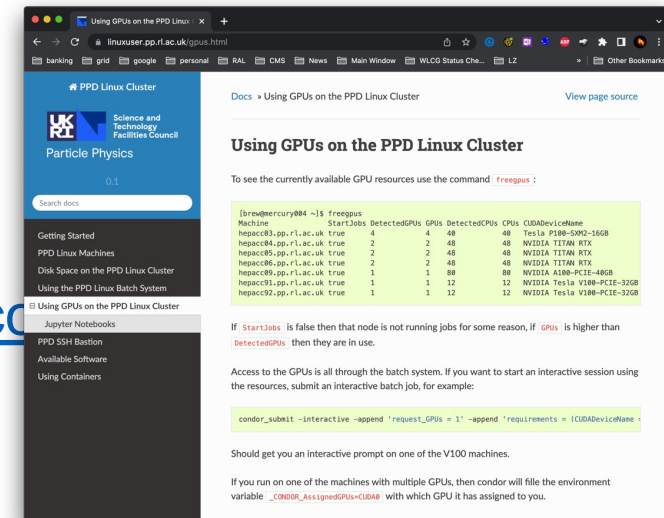 Using GPUs on the PPD Linux C
linuxuser.pp.rl.ac.uk/gpus.html
banking grid google personal RAL CMS News Main Window WLCG Status Che... LZ » Other Bookmarks
PPD Linux Cluster
UK
RI
Science and
Technology
Facilities Council
Particle Physics
0.1
Search docs
Getting Started
PPD Linux Machines
Disk Space on the PPD Linux Cluster
Using the PPD Linux Batch System
Using GPUs on the PPD Linux Cluster
Jupyter Notebooks
PPD SSH Bastion
Available Software
Using Containers
Docs » Using GPUs on the PPD Linux Cluster
View page source
Using GPUs on the PPD Linux Cluster
To see the currently available GPU resources use the command freegpus :
[brew@mercury004 ~]$ freegpus
Machine StartJobs DetectedGPUs GPUs DetectedCPUs CPUs CUDADeviceName
hepacc03.pp.rl.ac.uk true 4 4 40 40 Tesla P100-SXM2-16GB
hepacc04.pp.rl.ac.uk true 2 2 48 48 NVIDIA TITAN RTX
hepacc05.pp.rl.ac.uk true 2 2 48 48 NVIDIA TITAN RTX
hepacc06.pp.rl.ac.uk true 2 2 48 48 NVIDIA TITAN RTX
hepacc09.pp.rl.ac.uk true 1 1 80 80 NVIDIA A100-PCIE-40GB
hepacc91.pp.rl.ac.uk true 1 1 12 12 NVIDIA Tesla V100-PCIE-32GB
hepacc92.pp.rl.ac.uk true 1 1 12 12 NVIDIA Tesla V100-PCIE-32GB
If StartJobs is false then that node is not running jobs for some reason, if GPUs is higher than
DetectedGPUs then they are in use.
Access to the GPUs is all through the batch system. If you want to start an interactive session using
the resources, submit an interactive batch job, for example:
condor_submit -interactive -append 'request_GPUs = 1' -append 'requirements = (CUDADeviceName =
Should get you an interactive prompt on one of the V100 machines.
If you run on one of the machines with multiple GPUs, then condor will fille the environment
variable _CONDOR_AssignedGPUs=CUDA0 with which GPU it has assigned to you.